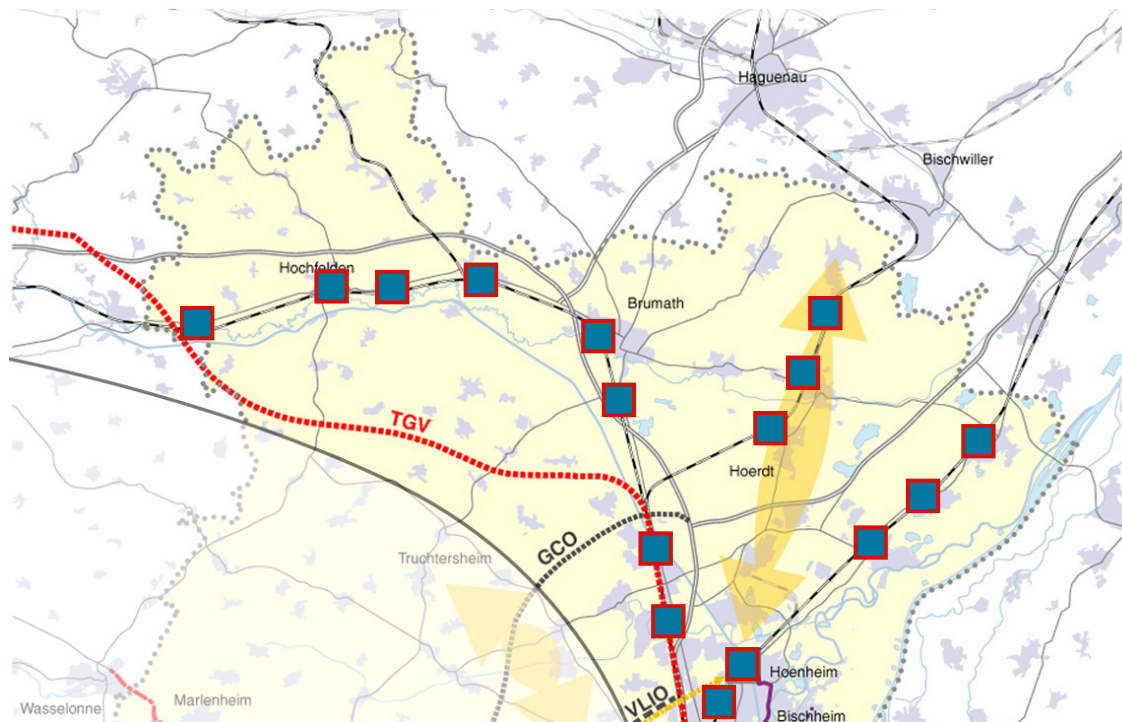 Haguenau
Bischwiller
Hochfelden
Brumath
TGV
Hoerdt
GCO
Truchtersheim
Hoenheim
Marlenheim
VLIO
Wasselonne
Bischheim